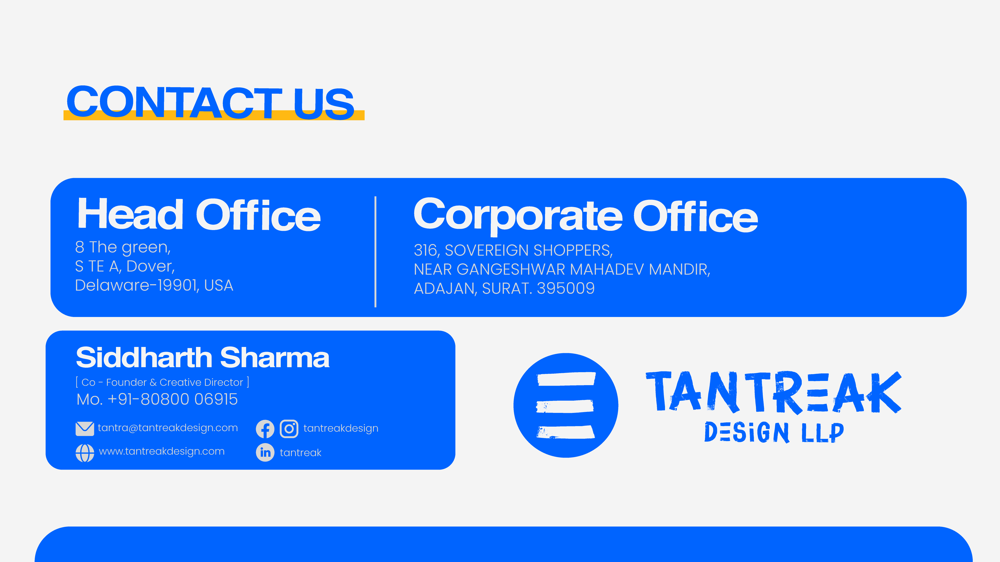 CONTACT US
Head Office
8 The green,
S TE A, Dover,
Delaware-19901, USA
Corporate Office
316, SOVEREIGN SHOPPERS,
NEAR GANGESHWAR MAHADEV MANDIR,
ADAJAN, SURAT. 395009
Siddharth Sharma
[ Co - Founder & Creative Director ]
Mo. +91-80800 06915
tantra@tantreakdesign.com
tantreakdesign
www.tantreakdesign.com
in tantreak
TANTREAK
DESiGN LLP